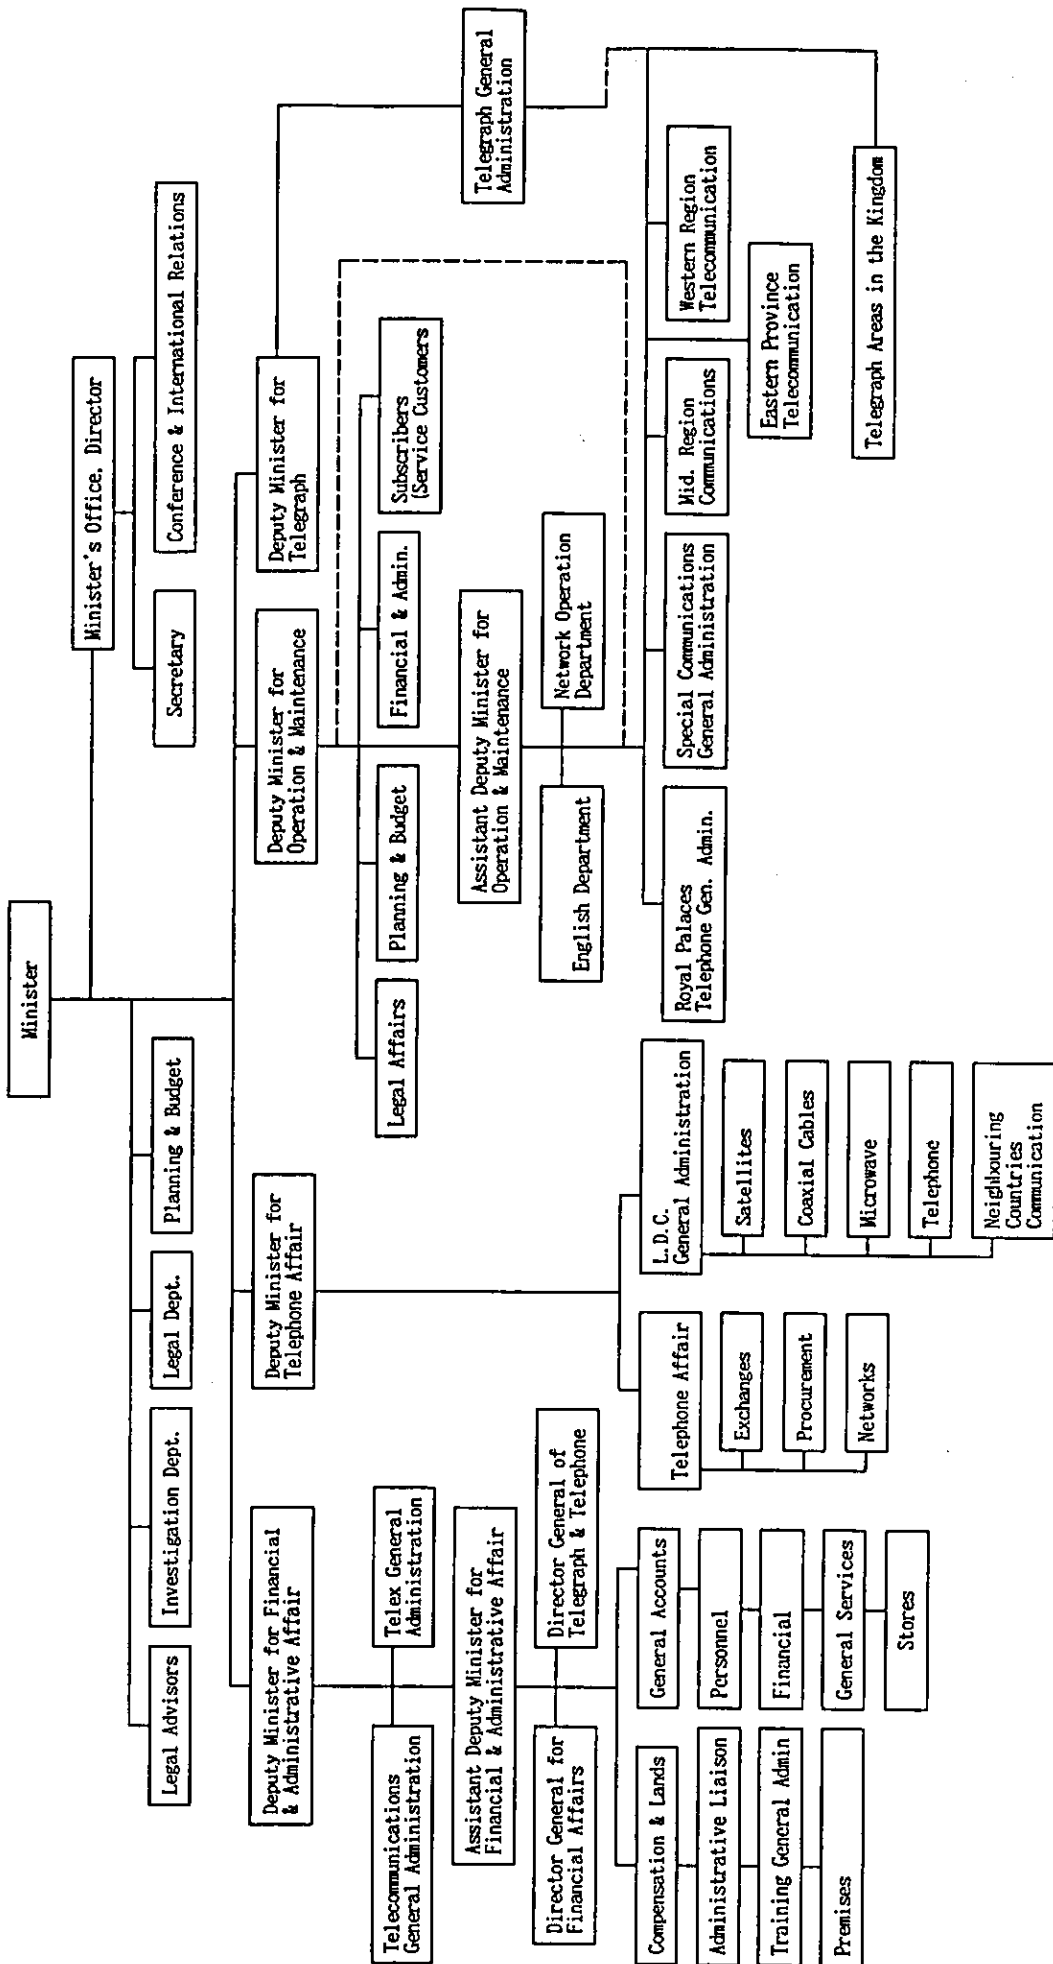 Minister
Minister's Office, Director
Secretary
Conference & International Relations
Legal Advisors
Investigation Dept.
Legal Dept.
Planning & Budget
Deputy Minister for Financial
& Administrative Affair
Deputy Minister for
Telephone Affair
Deputy Minister for
Operation & Maintenance
Deputy Minister for
Telegraph
Telecommunications
General Administration
Telex General
Administration
Legal Affairs
Planning & Budget
Financial & Admin.
Subscribers
(Service Customers
Assistant Deputy Minister for
Financial & Administrative Affair
Assistant Deputy Minister for
Operation & Maintenance
Telegraph General
Administration
Director General for
Financial Affairs
Director General of
Telegraph & Telephone
English Department
Network Operation
Department
Compensation & Lands
Administrative Liaison
Training General Admin
Premises
General Accounts
Personnel
Financial
General Services
Stores
Telephone Affair
Exchanges
Procurement
Networks
L.D.C.
General Administration
Satellites
Coaxial Cables
Microwave
Telephone
Neighbouring
Countries
Communication
Royal Palaces
Telephone Gen. Admin.
Special Communications
General Administration
Mid. Region
Communications
Western Region
Telecommunication
Eastern Province
Telecommunication
Telegraph Areas in the Kingdom